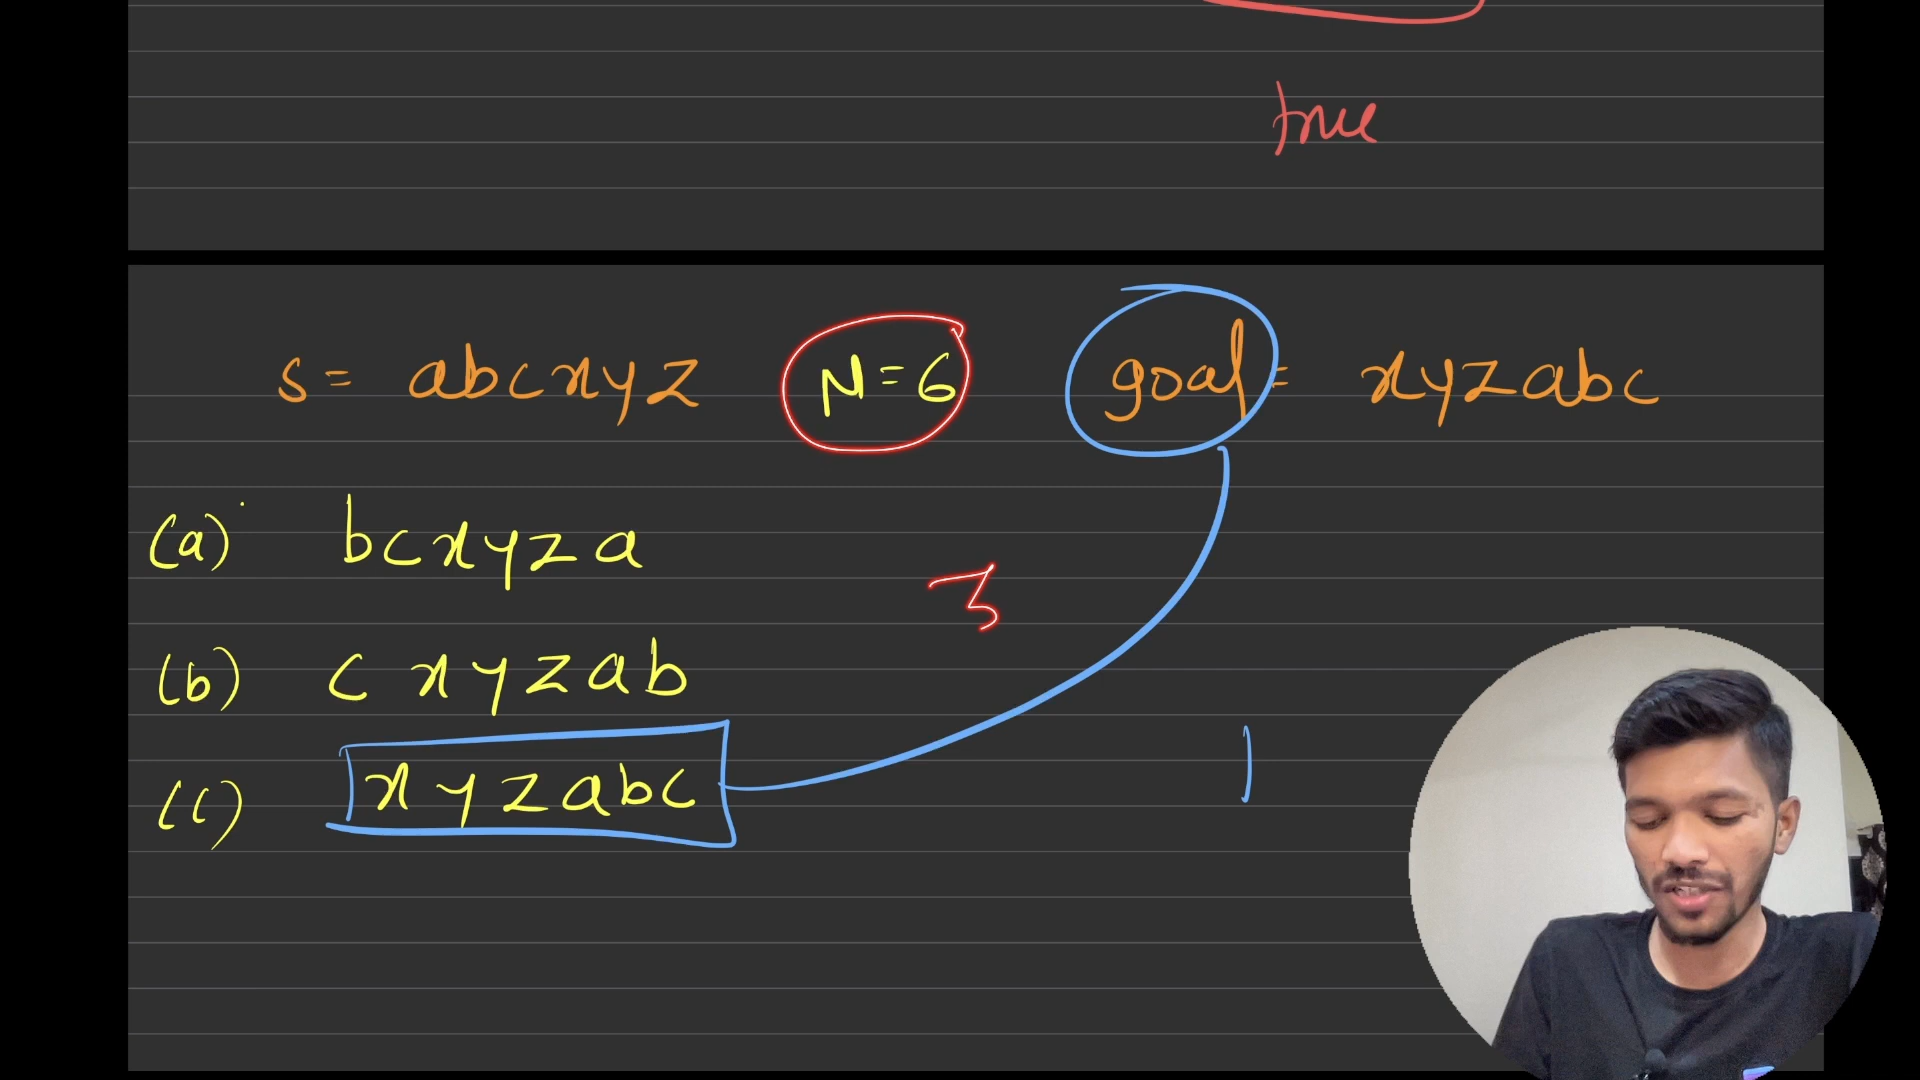 true
s = abcxyz N = 6 goal = xyzabc
(a) bcxyza
3
(b) cxyzab
(c) xyzabc